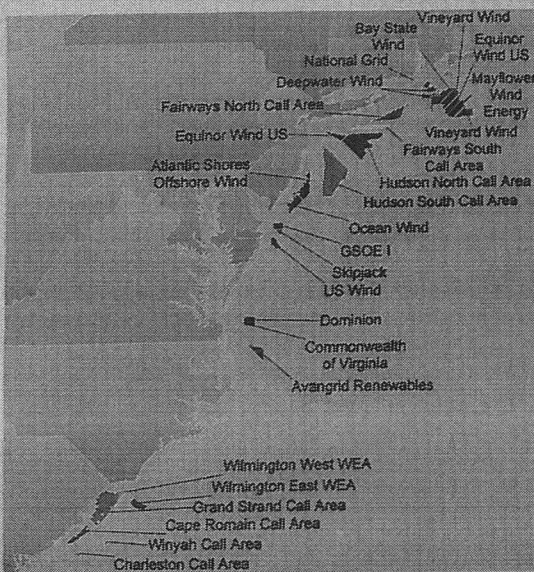 Vineyard Wind
Bay State
Wind
Equinor
Wind US
National Grid
Deepwater Wind
Mayflower
Wind
Energy
Fairways North Call Area
Vineyard Wind
Equinor Wind US
Fairways South
Call Area
Atlantic Shores
Offshore Wind
Hudson North Call Area
Hudson South Call Area
Ocean Wind
GSOE I
Skipjack
US Wind
Dominion
Commonwealth
of Virginia
Avangrid Renewables
Wilmington West WEA
Wilmington East WEA
Grand Strand Call Area
Cape Romain Call Area
Winyah Call Area
Charleston Call Area